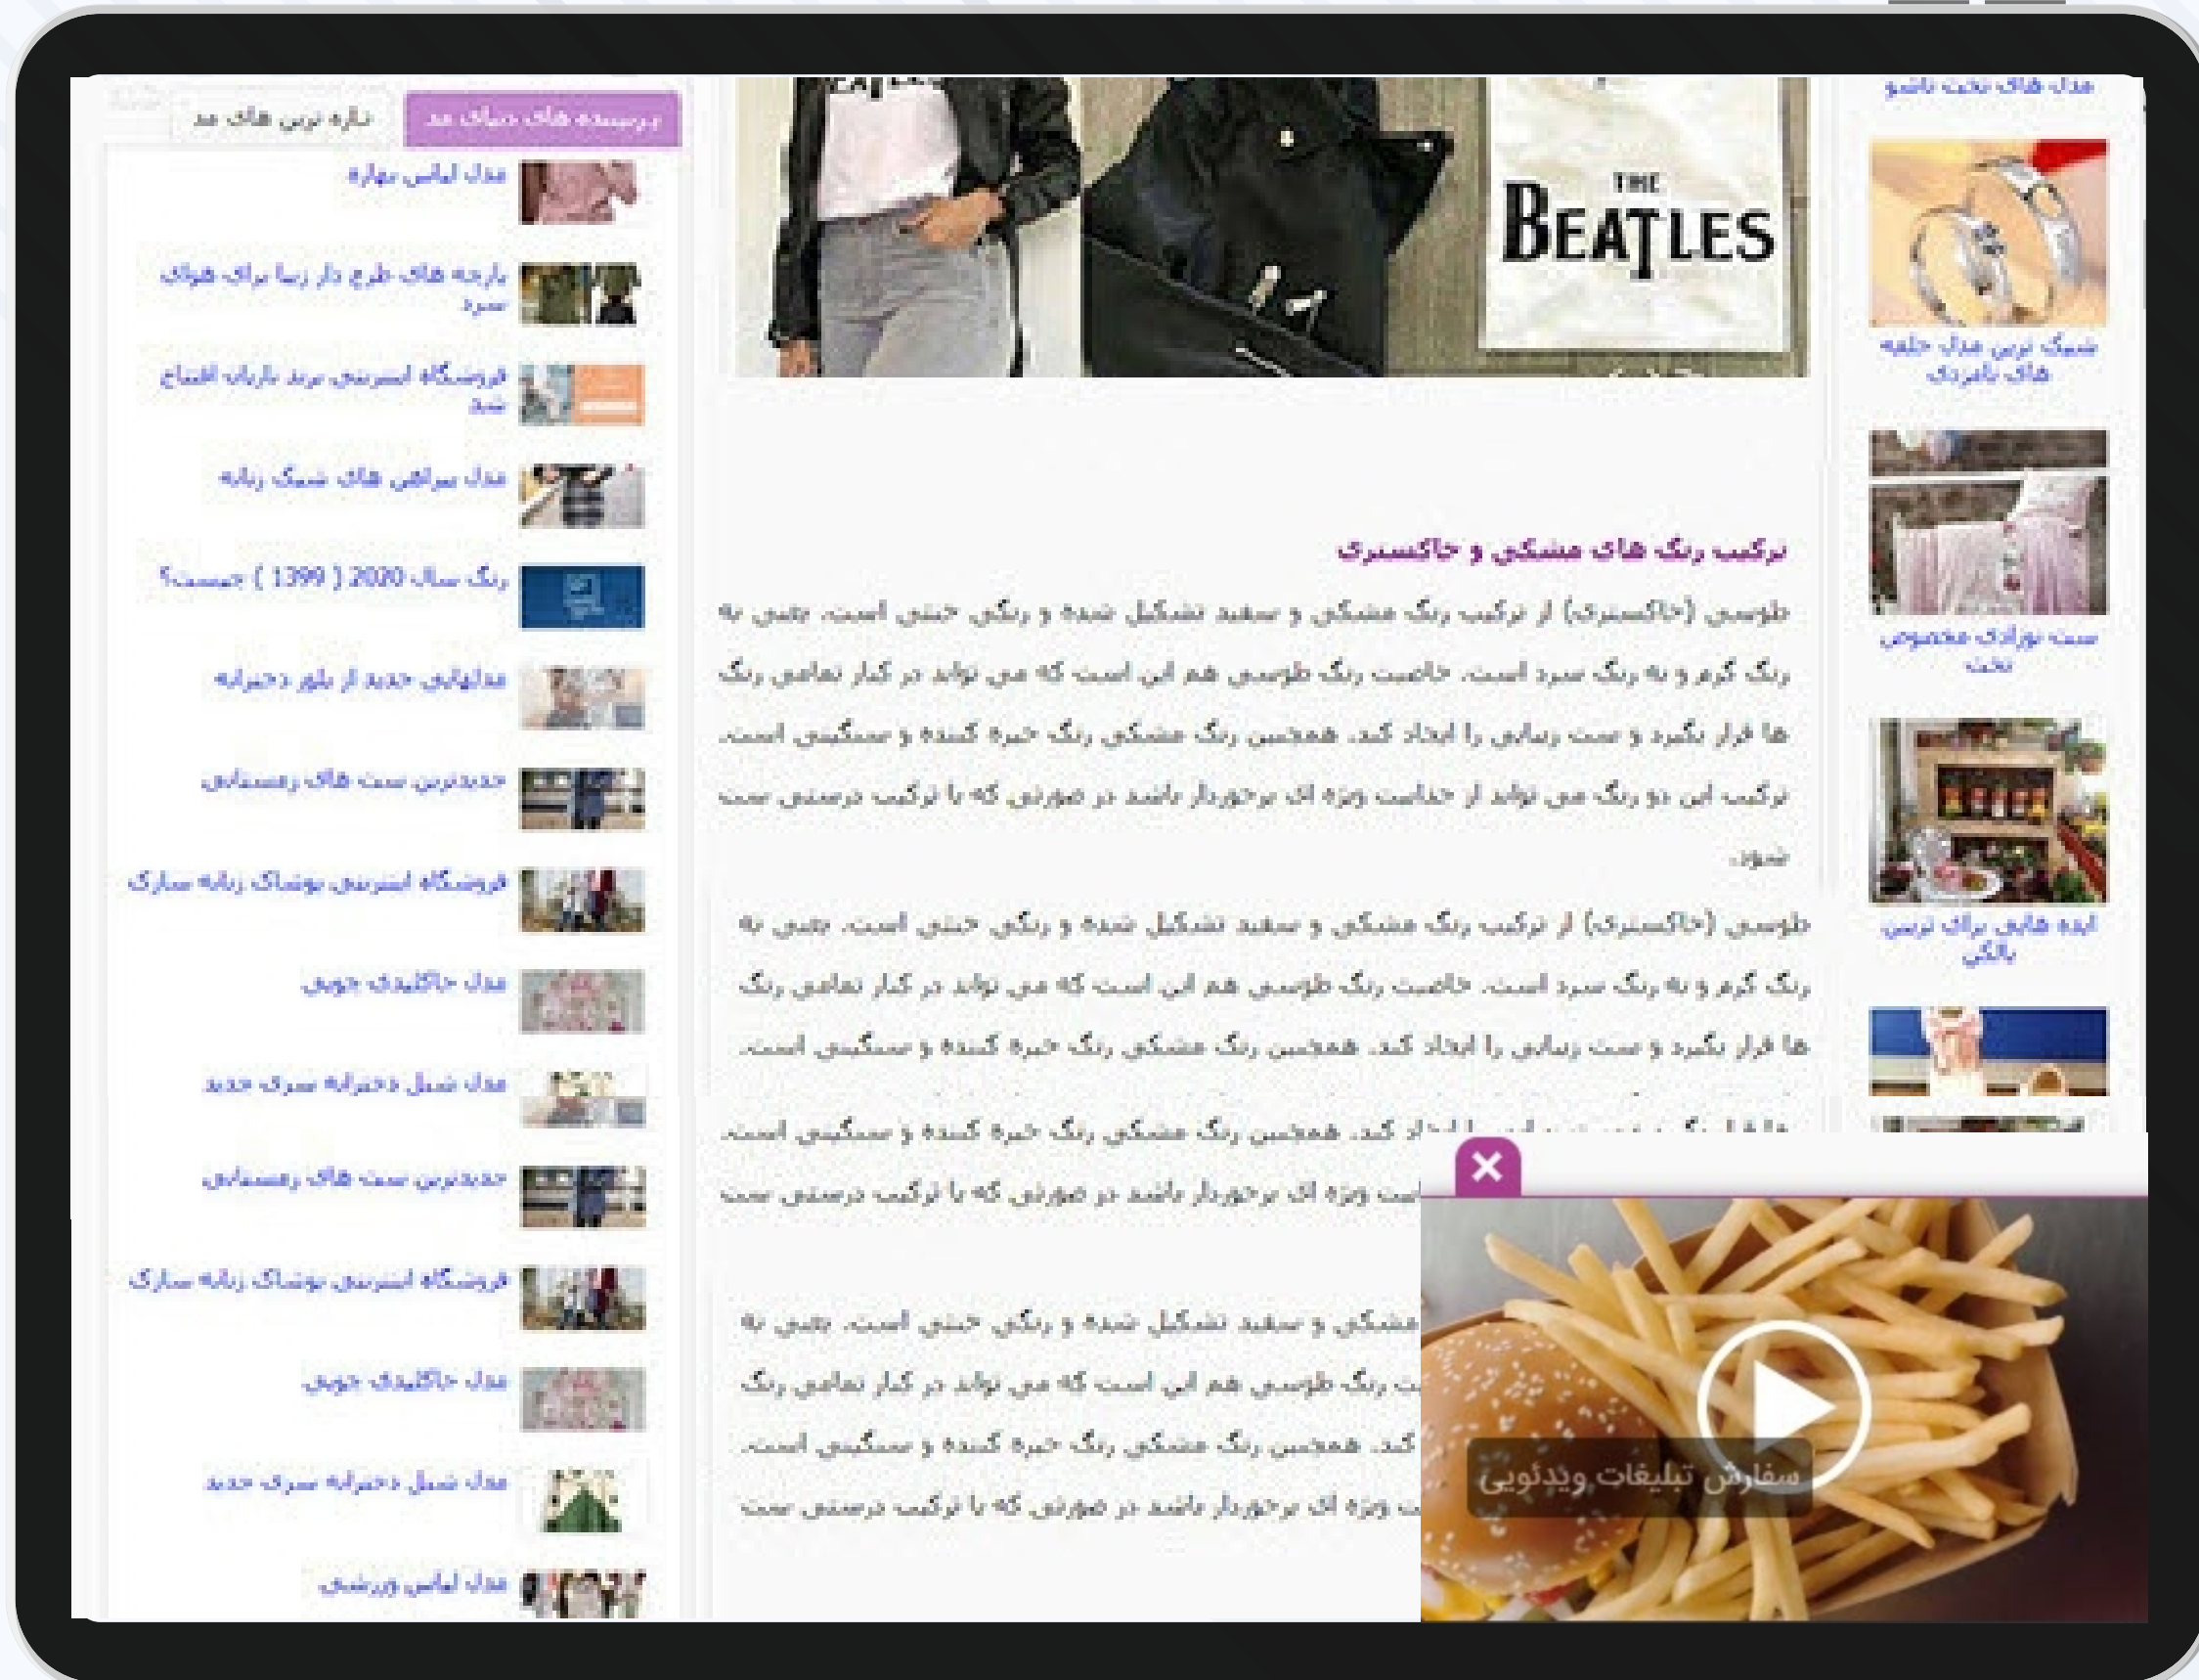 مدل های تخت تاشو
شیک ترین مدل حلقه
های نامزدی
ست نوزادی مخصوص
تخت
ایده هایی برای تزیین
بالکن
THE
BEATLES
ترکیب رنگ های مشکی و خاکستری
طوسی (خاکستری) از ترکیب رنگ مشکی و سفید تشکیل شده و رنگی خنثی است. یعنی نه
رنگ گرم و نه رنگ سرد است. خاصیت رنگ طوسی هم این است که می تواند در کنار تمامی رنگ
ها قرار بگیرد و ست زیبایی را ایجاد کند. همچنین رنگ مشکی رنگ خیره کننده و سنگینی است.
ترکیب این دو رنگ می تواند از جذابیت ویژه ای برخوردار باشد در صورتی که با ترکیب درستی ست
شود.
طوسی (خاکستری) از ترکیب رنگ مشکی و سفید تشکیل شده و رنگی خنثی است. یعنی نه
رنگ گرم و نه رنگ سرد است. خاصیت رنگ طوسی هم این است که می تواند در کنار تمامی رنگ
ها قرار بگیرد و ست زیبایی را ایجاد کند. همچنین رنگ مشکی رنگ خیره کننده و سنگینی است.
کند. همچنین رنگ مشکی رنگ خیره کننده و سنگینی است.
ویژه ای برخوردار باشد در صورتی که با ترکیب درستی ست
مشکی و سفید تشکیل شده و رنگی خنثی است. یعنی نه
رنگ طوسی هم این است که می تواند در کنار تمامی رنگ
کند. همچنین رنگ مشکی رنگ خیره کننده و سنگینی است.
ویژه ای برخوردار باشد در صورتی که با ترکیب درستی ست
سفارش تبلیغات ویدئویی
پربیننده های دنیای مد
تازه ترین های مد
مدل لباس بهاره
پارچه های طرح دار زیبا برای هوای
سرد
فروشگاه اینترنتی برند باریان افتتاح
شد
مدل پیراهن های شیک زنانه
رنگ سال 2020 ( 1399 ) چیست؟
مدلهایی جدید از بلوز دخترانه
جدیدترین ست های زمستانی
فروشگاه اینترنتی پوشاک زنانه سارک
مدل جاکلیدی چوبی
مدل شنل دخترانه سری جدید
جدیدترین ست های زمستانی
فروشگاه اینترنتی پوشاک زنانه سارک
مدل جاکلیدی چوبی
مدل شنل دخترانه سری جدید
مدل لباس ورزشی